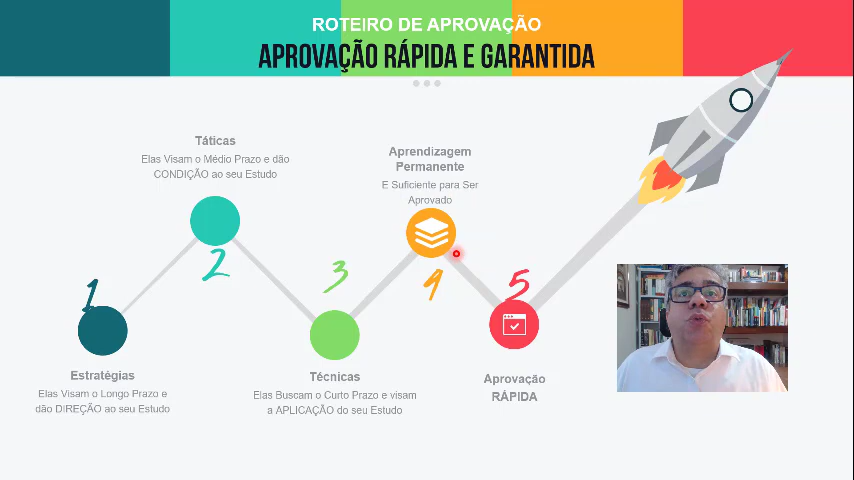 ROTEIRO DE APROVAÇÃO
APROVAÇÃO RÁPIDA E GARANTIDA
Táticas
Elas Visam o Médio Prazo e dão
CONDIÇÃO ao seu Estudo
2
Aprendizagem
Permanente
E Suficiente para Ser
Aprovado
4
1
Estratégias
Elas Visam o Longo Prazo e
dão DIREÇÃO ao seu Estudo
3
Técnicas
Elas Buscam o Curto Prazo e visam
a APLICAÇÃO do seu Estudo
5
Aprovação
RÁPIDA